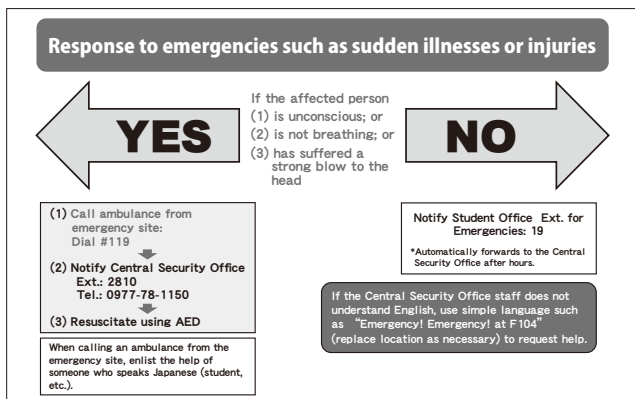 Response to emergencies such as sudden illnesses or injuries
If the affected person
(1) is unconscious; or
(2) is not breathing; or
(3) has suffered a
strong blow to the
head
YES
NO
(1) Call ambulance from
emergency site:
Dial #119
(2) Notify Central Security Office
Ext.: 2810
Tel.: 0977-78-1150
(3) Resuscitate using AED
When calling an ambulance from the
emergency site, enlist the help of
someone who speaks Japanese (student,
etc.).
Notify Student Office Ext. for
Emergencies: 19
*Automatically forwards to the Central
Security Office after hours.
If the Central Security Office staff does not
understand English, use simple language such
as “Emergency! Emergency! at F104”
(replace location as necessary) to request help.